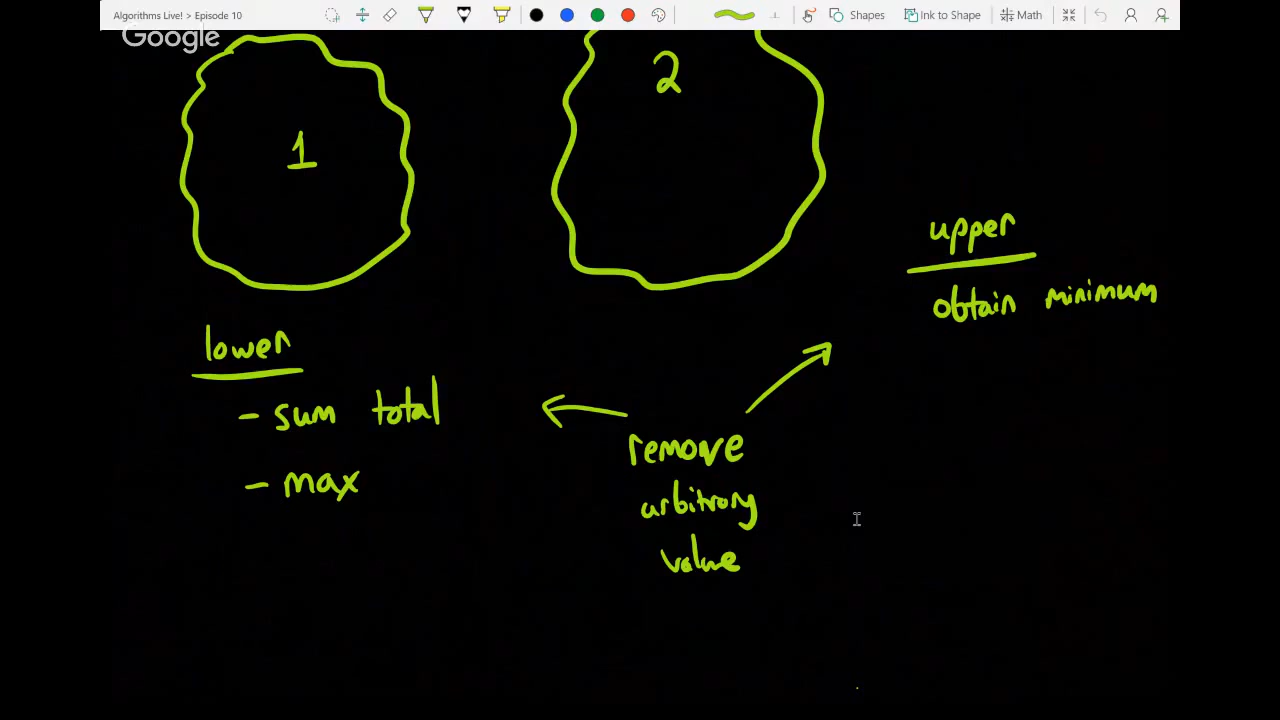 Algorithms Live! > Episode 10
Shapes
Ink to Shape
Math
Google
1
2
upper
obtain minimum
lower
- sum total
- max
remove
arbitrary
value